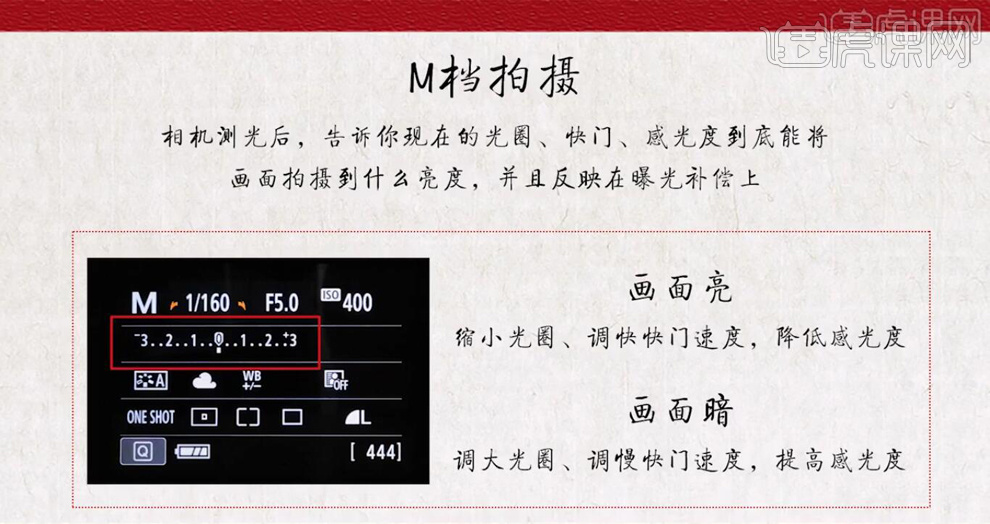 虎课网
M档拍摄
相机测光后，告诉你现在的光圈、快门、感光度到底能将
画面拍摄到什么亮度，并且反映在曝光补偿上
M 1/160 F5.0 ISO 400
-3..2..1..0..1..2..+3
A WB +/- OFF
ONE SHOT L
Q [ 444]
画面亮
缩小光圈、调快快门速度，降低感光度
画面暗
调大光圈、调慢快门速度，提高感光度